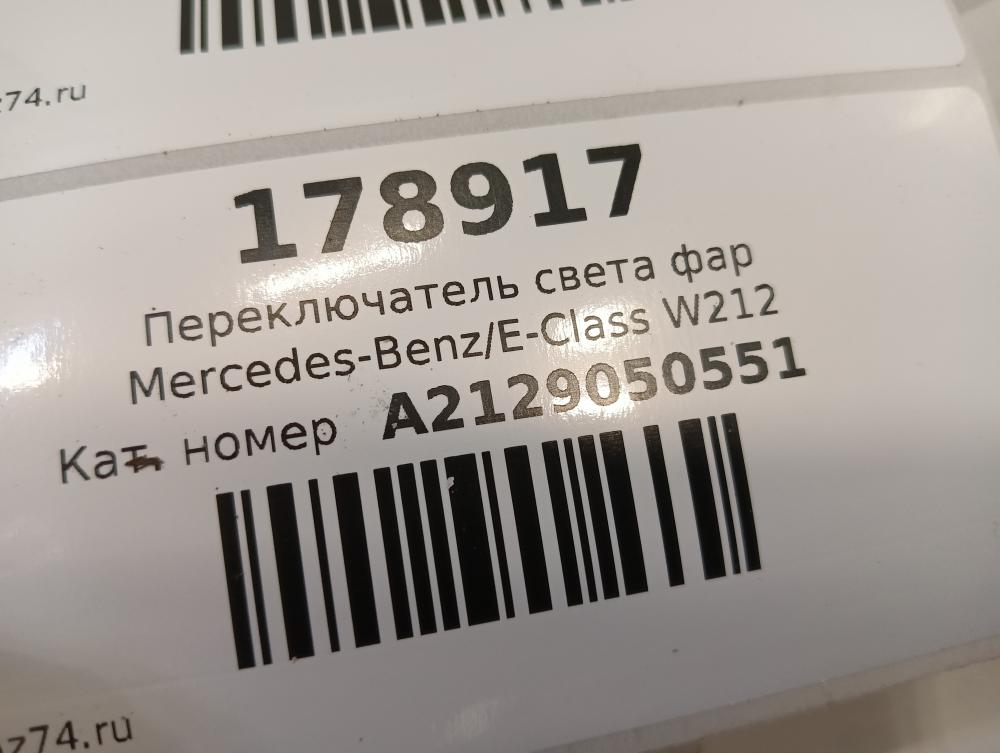 z74.ru
178917
Переключатель света фар
Mercedes-Benz/E-Class W212
Кат. номер A2129050551
z74.ru